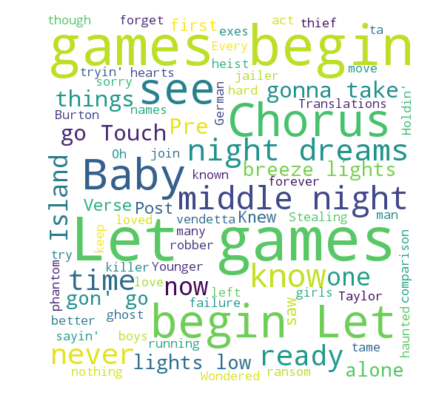 though forget first act thief ta
tryin' hearts Every exes heist move
games begin
sorry jailer
Burton names see German hard gonna take Holdin'
things Pre Chorus Translations
go Touch night dreams
Oh join breeze lights
Island Baby known middle night forever
Verse Post Knew Stealing man
try keep loved many vendetta
Let games
phantom robber
time killer love Younger now left know one comparison
failure saw girls Taylor
gon' go begin Let
better ghost
sayin' boys running tame haunted
never lights low ready alone
nothing Wondered ransom